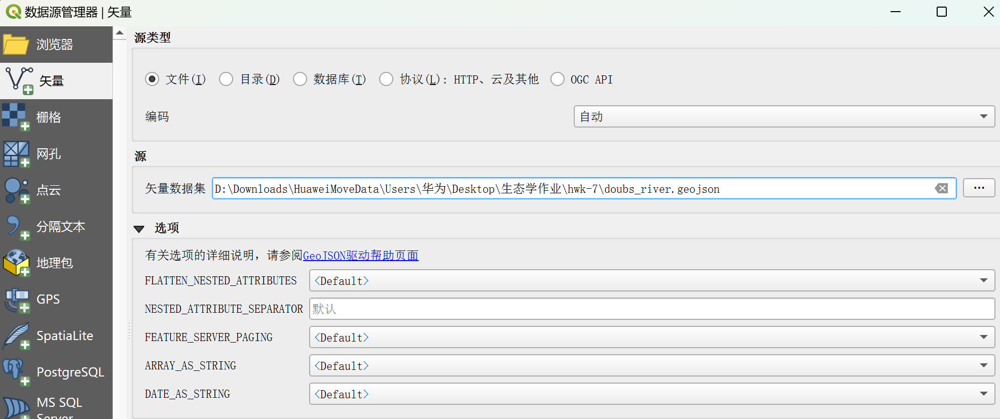 数据源管理器 | 矢量
浏览器
矢量
栅格
网孔
点云
分隔文本
地理包
GPS
SpatiaLite
PostgreSQL
MS SQL
Server
源类型
文件(I) 目录(D) 数据库(T) 协议(L): HTTP、云及其他 OGC API
编码 自动
源
矢量数据集 D:\Downloads\HuaweiMoveData\Users\华为\Desktop\生态学作业\hwk-7\doubs_river.geojson ...
选项
有关选项的详细说明，请参阅GeoJSON驱动帮助页面
FLATTEN_NESTED_ATTRIBUTES <Default>
NESTED_ATTRIBUTE_SEPARATOR 默认
FEATURE_SERVER_PAGING <Default>
ARRAY_AS_STRING <Default>
DATE_AS_STRING <Default>